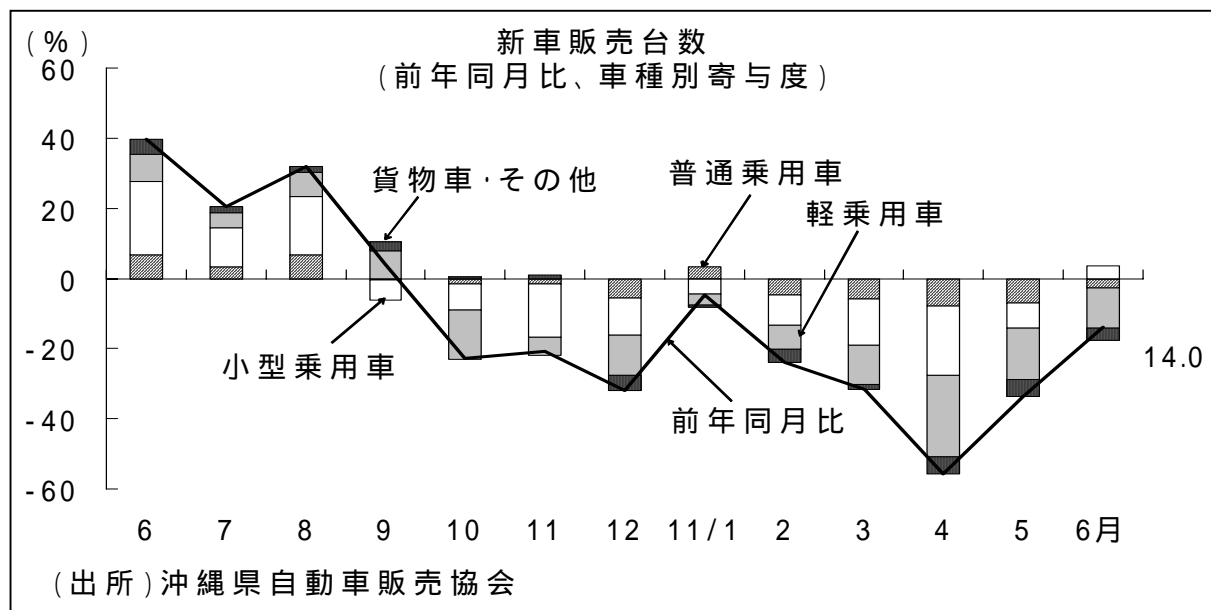 (%)
新車販売台数
(前年同月比、車種別寄与度)
60
40
20
0
-20
-40
-60
貨物車・その他
普通乗用車
軽乗用車
小型乗用車
前年同月比
14.0
6 7 8 9 10 11 12 11/1 2 3 4 5 6月
(出所)沖縄県自動車販売協会